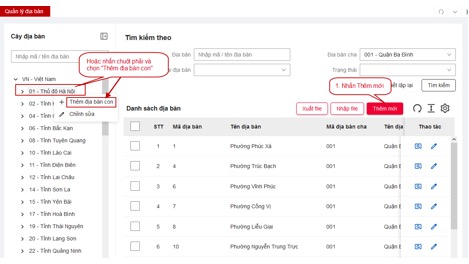 Quản lý địa bàn
Cây địa bàn
Nhập mã / tên địa bàn
Hoặc nhấn chuột phải và
chọn "Thêm địa bàn con"
VN - Việt Nam
01 - Thủ đô Hà Nội
02 - Tỉnh
Thêm địa bàn con
04 - Tỉnh
Chỉnh sửa
06 - Tỉnh Bắc Kạn
08 - Tỉnh Tuyên Quang
10 - Tỉnh Lào Cai
11 - Tỉnh Điện Biên
12 - Tỉnh Lai Châu
14 - Tỉnh Sơn La
15 - Tỉnh Yên Bái
17 - Tỉnh Hoà Bình
19 - Tỉnh Thái Nguyên
20 - Tỉnh Lạng Sơn
22 - Tỉnh Quảng Ninh
Tìm kiếm theo
Địa bàn
Nhập mã / tên địa bàn
Địa bàn cha
001 - Quận Ba Đình
địa bàn
Trạng thái
1. Nhấn Thêm mới
lập lại
Tìm kiếm
Danh sách địa bàn
Xuất file
Nhập file
Thêm mới
STT
Mã địa bàn
Tên địa bàn
Mã địa bàn cha
Tên địa
Thao tác
1 1 Phường Phúc Xá 001 Quận B
2 4 Phường Trúc Bạch 001 Quận B
3 6 Phường Vĩnh Phúc 001 Quận B
4 7 Phường Cống Vị 001 Quận B
5 8 Phường Liễu Giai 001 Quận B
6 10 Phường Nguyễn Trung Trực 001 Quận B